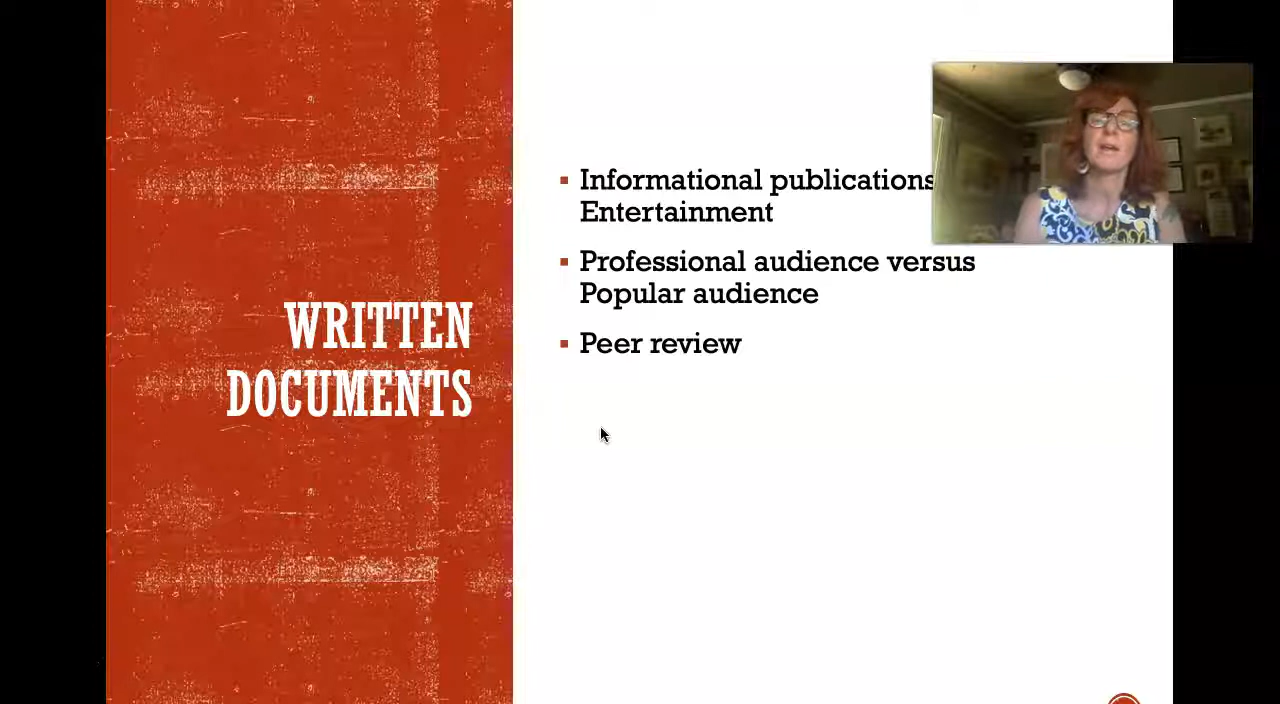 WRITTEN
DOCUMENTS
Informational publications
Entertainment
Professional audience versus
Popular audience
Peer review